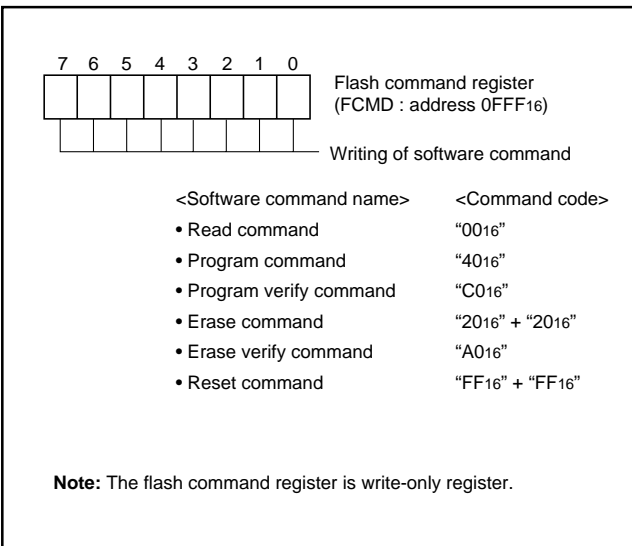 7 6 5 4 3 2 1 0
Flash command register
(FCMD : address 0FFF16)
Writing of software command
<Software command name> <Command code>
• Read command “0016”
• Program command “4016”
• Program verify command “C016”
• Erase command “2016” + “2016”
• Erase verify command “A016”
• Reset command “FF16” + “FF16”
Note: The flash command register is write-only register.